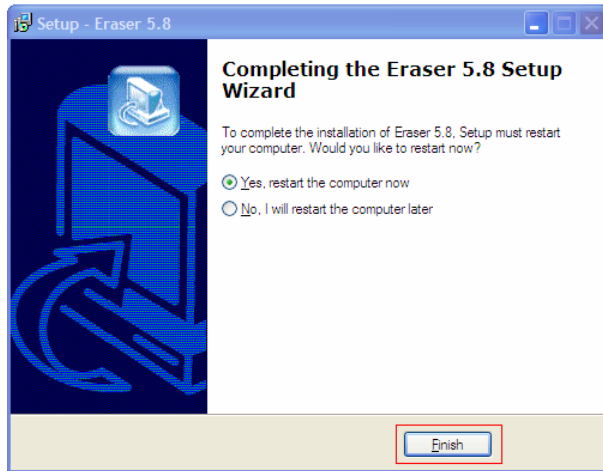 Setup - Eraser 5.8
Completing the Eraser 5.8 Setup
Wizard
To complete the installation of Eraser 5.8, Setup must restart
your computer. Would you like to restart now?
Yes, restart the computer now
No, I will restart the computer later
Finish